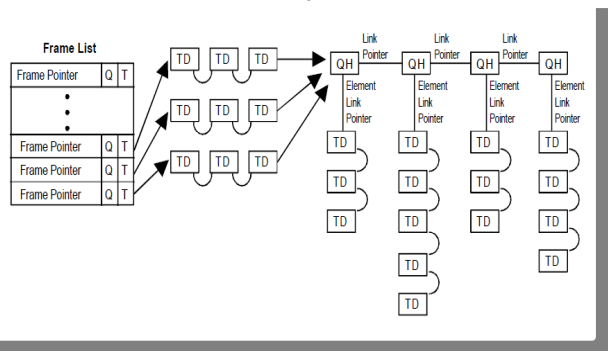 Frame List
Frame Pointer Q T
Frame Pointer Q T
Frame Pointer Q T
Frame Pointer Q T
TD TD TD
TD TD TD
TD TD TD
Link Pointer
Link Pointer
Link Pointer
QH QH QH QH
Element Link Pointer
Element Link Pointer
Element Link Pointer
Element Link Pointer
TD TD TD TD
TD TD TD TD
TD TD TD TD
TD TD
TD